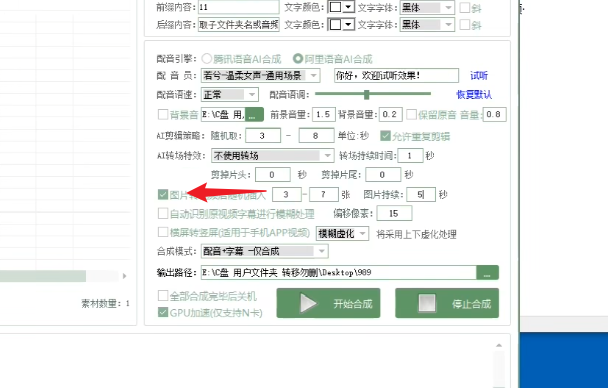 前缀内容: 11 文字颜色: 文字字体: 黑体 斜
后缀内容: 取子文件夹名或音频 文字颜色: 文字字体: 黑体 斜
配音引擎: 腾讯语音AI合成 阿里语音AI合成
配 音 员: 若兮-温柔女声-通用场景 你好，欢迎试听效果! 试听
配音语速: 正常 配音语调: 恢复默认
背景音 E:\C盘 用 ... 前景音量: 1.5 背景音量: 0.2 保留原音 音量: 0.8
AI剪辑策略: 随机取: 3 - 8 单位:秒 允许重复剪辑
AI转场特效: 不使用转场 转场持续时间: 1 秒
剪掉片头: 0 秒 剪掉片尾: 0 秒
图片 随机插入 3 - 7 张 图片持续: 5 秒
自动识别原视频字幕进行模糊处理 偏移像素: 15
横屏转竖屏(适用于手机APP视频) 模糊虚化 将采用上下虚化处理
合成模式: 配音+字幕 -仅合成
输出路径: E:\C盘 用户文件夹 转移勿删\Desktop\989 ...
素材数量: 1
全部合成完毕后关机
GPU加速(仅支持N卡)
开始合成 停止合成